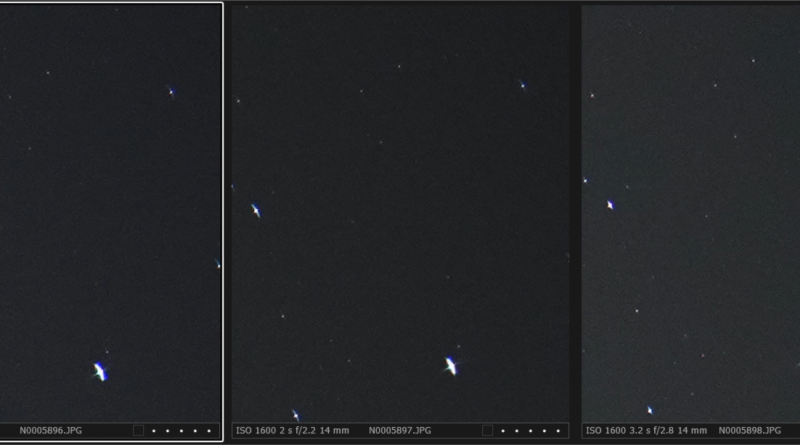 N0005896.JPG
ISO 1600 2 s f/2.2 14 mm N0005897.JPG
ISO 1600 3.2 s f/2.8 14 mm N0005898.JPG